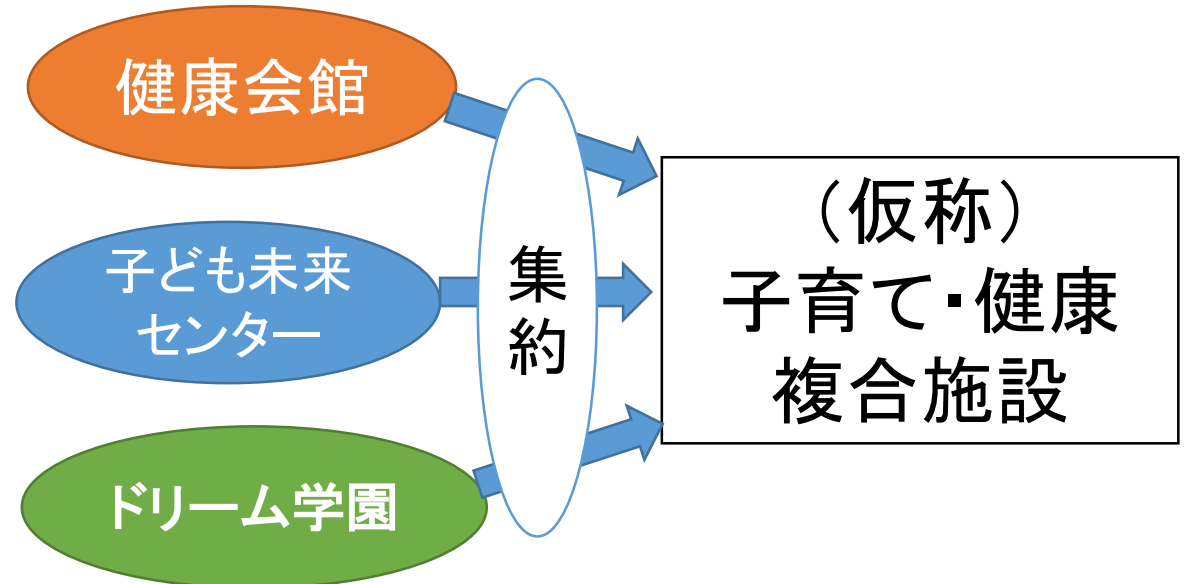 健康会館
子ども未来
センター
ドリーム学園
集
約
（仮称）
子育て・健康
複合施設